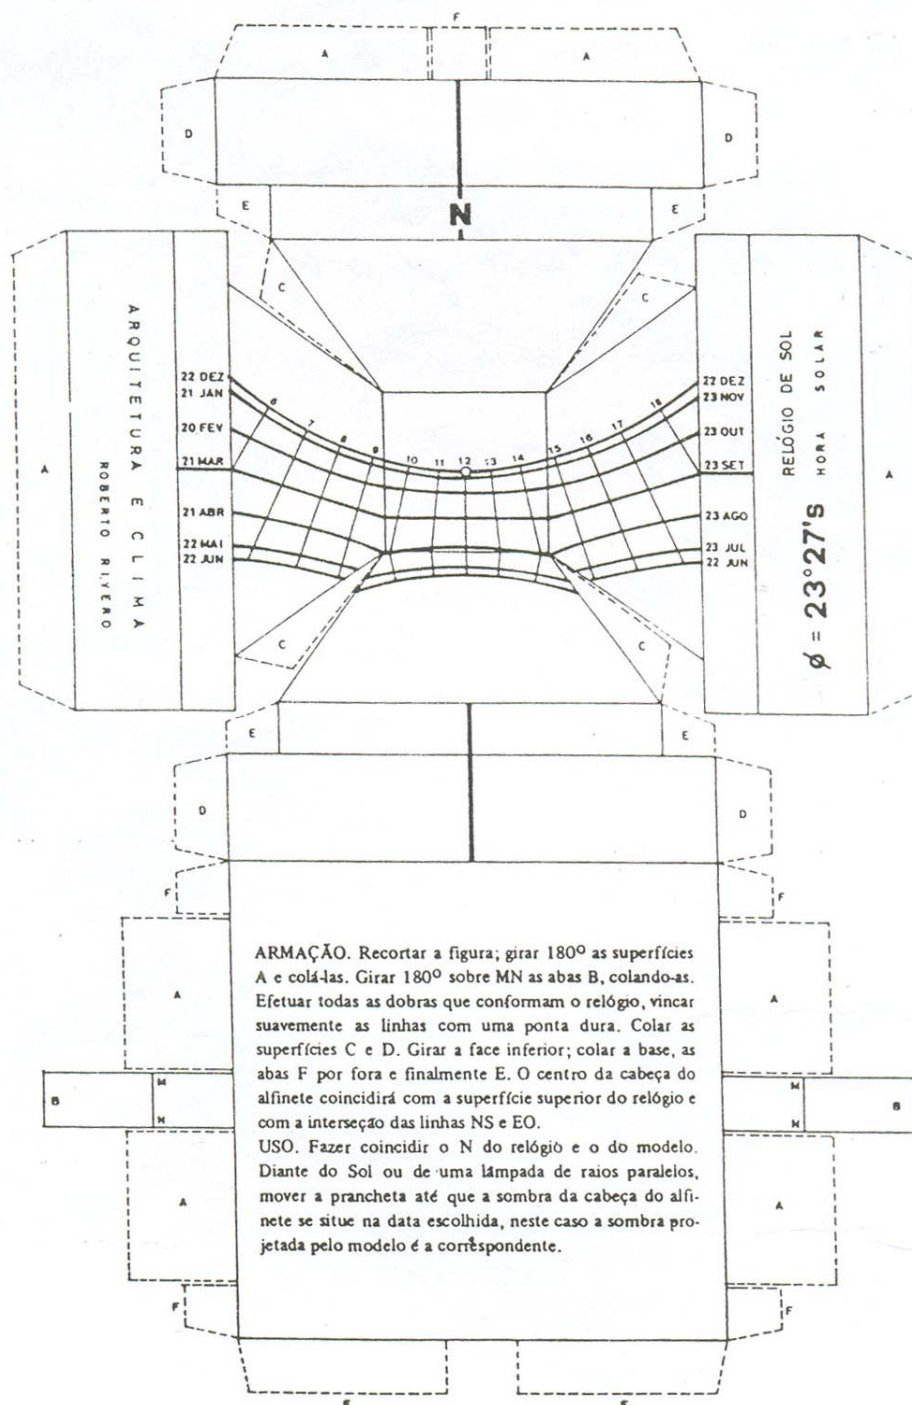 F
A
A
D
D
E
N
E
C
C
ARQUITETURA E CLIMA
ROBERTO RIVERO
A
22 DEZ
21 JAN
20 FEV
21 MAR
21 ABR
22 MAI
22 JUN
6 7 8 9 10 11 12 13 14 15 16 17 18
22 DEZ
23 NOV
23 OUT
23 SET
23 AGO
23 JUL
22 JUN
RELÓGIO DE SOL
HORA SOLAR
ø = 23°27's
A
C
C
E
E
D
D
F
F
A
A
ARMAÇÃO. Recortar a figura; girar 180º as superfícies
A e colá-las. Girar 180º sobre MN as abas B, colando-as.
Efetuar todas as dobras que conformam o relógio, vincar
suavemente as linhas com uma ponta dura. Colar as
superfícies C e D. Girar a face inferior; colar a base, as
abas F por fora e finalmente E. O centro da cabeça do
alfinete coincidirá com a superfície superior do relógio e
com a interseção das linhas NS e EO.
USO. Fazer coincidir o N do relógio e o do modelo.
Diante do Sol ou de uma lâmpada de raios paralelos,
mover a prancheta até que a sombra da cabeça do alfi-
nete se situe na data escolhida, neste caso a sombra pro-
jetada pelo modelo é a correspondente.
B
M
N
M
N
B
A
A
F
F